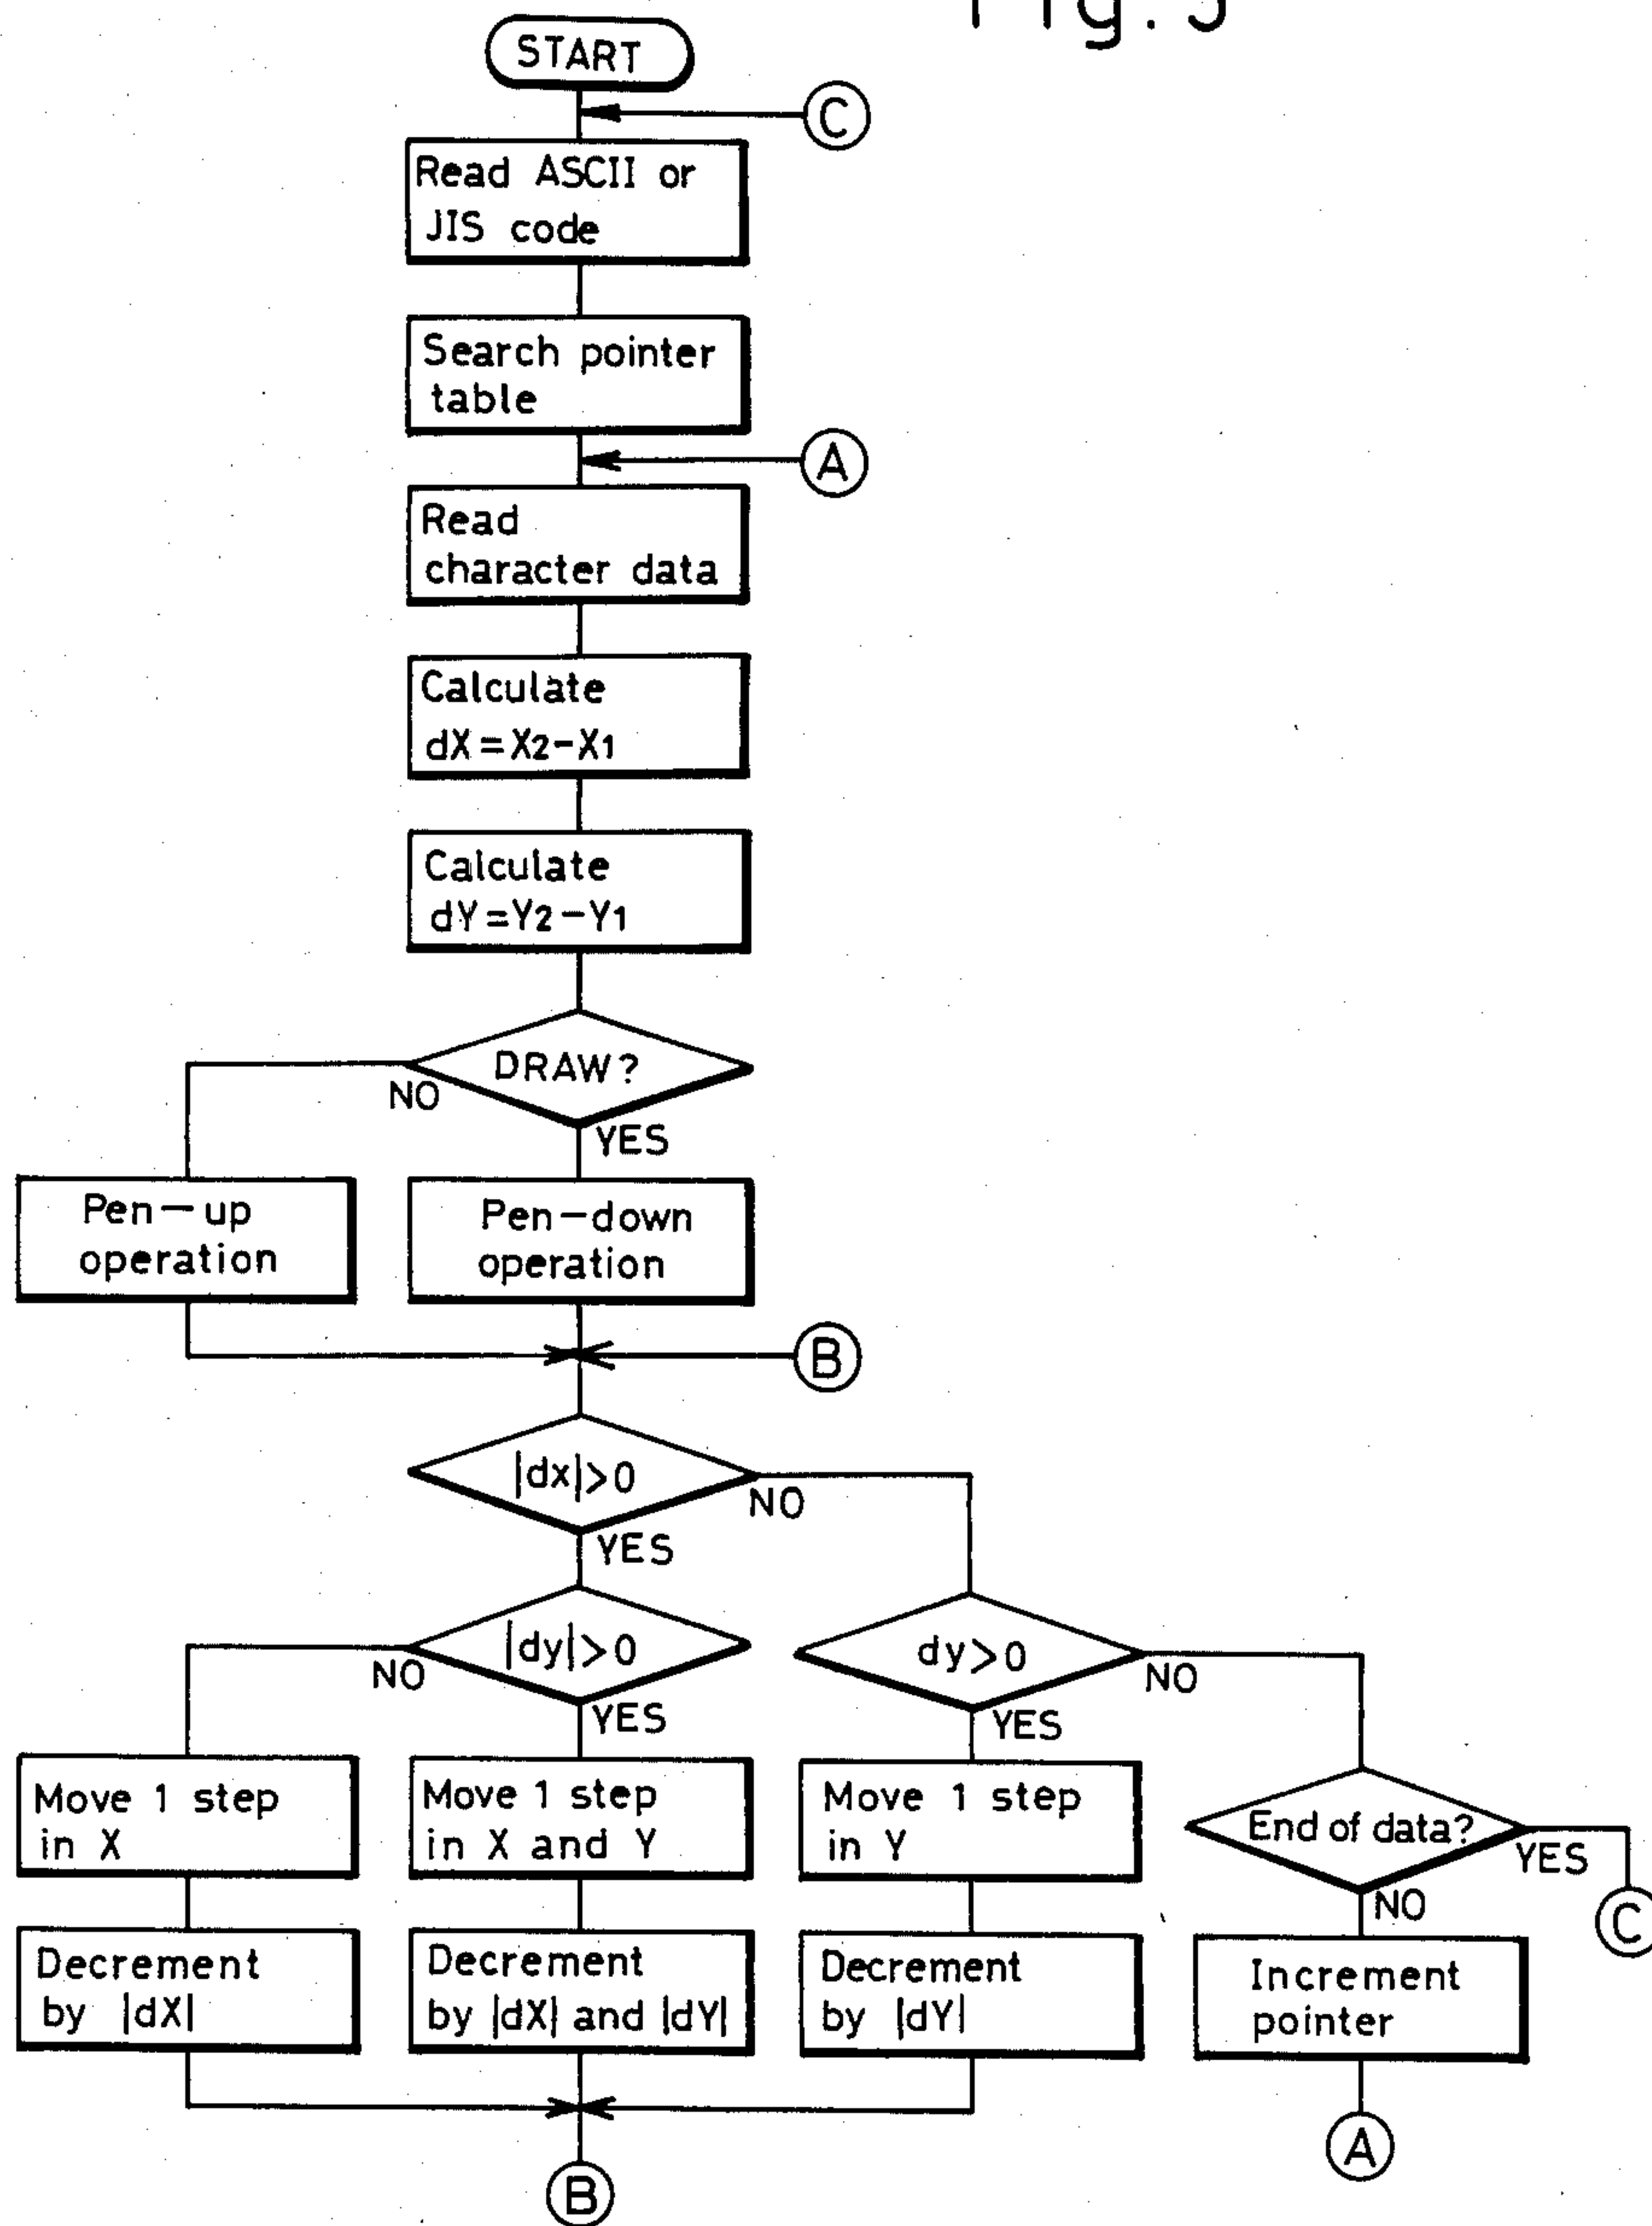 Fig. 5
START
C
Read ASCII or
JIS code
Search pointer
table
A
Read
character data
Calculate
dX=X2-X1
Calculate
dY=Y2-Y1
DRAW?
NO
YES
Pen-up
operation
Pen-down
operation
B
|dx|>0
NO
YES
|dy|>0
NO
YES
dy>0
NO
YES
Move 1 step
in X
Move 1 step
in X and Y
Move 1 step
in Y
End of data?
YES
NO
C
Decrement
by |dX|
Decrement
by |dX| and |dY|
Decrement
by |dY|
Increment
pointer
A
B